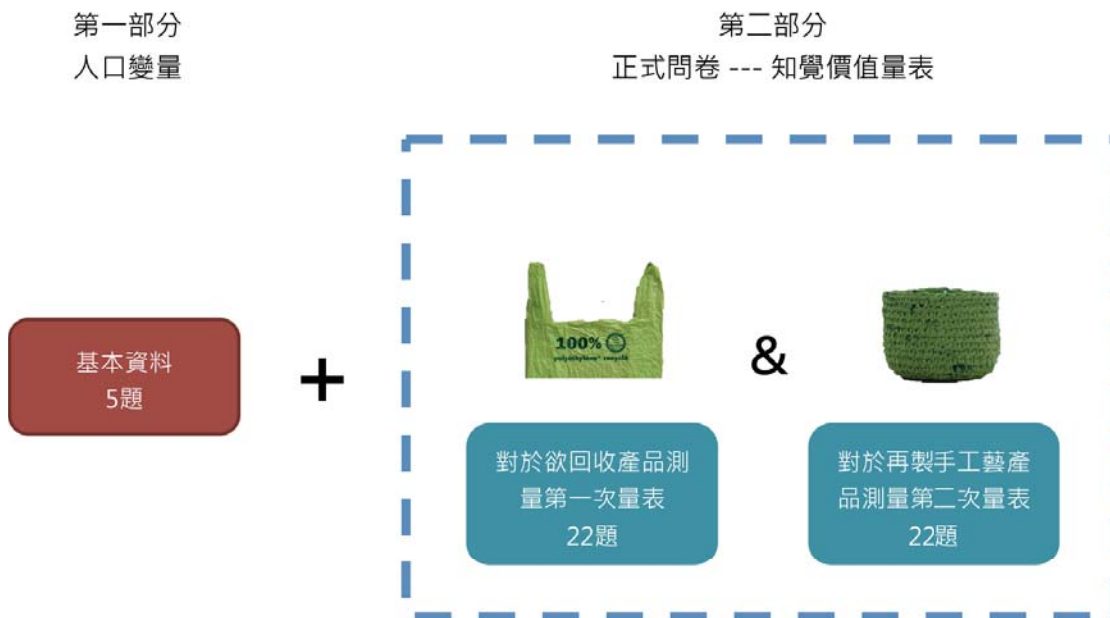 第一部分
人口變量
第二部分
正式問卷 --- 知覺價值量表
基本資料
5題
+
100%
polyéthylène* recyclé
&
對於欲回收產品測
量第一次量表
22題
對於再製手工藝產
品測量第二次量表
22題